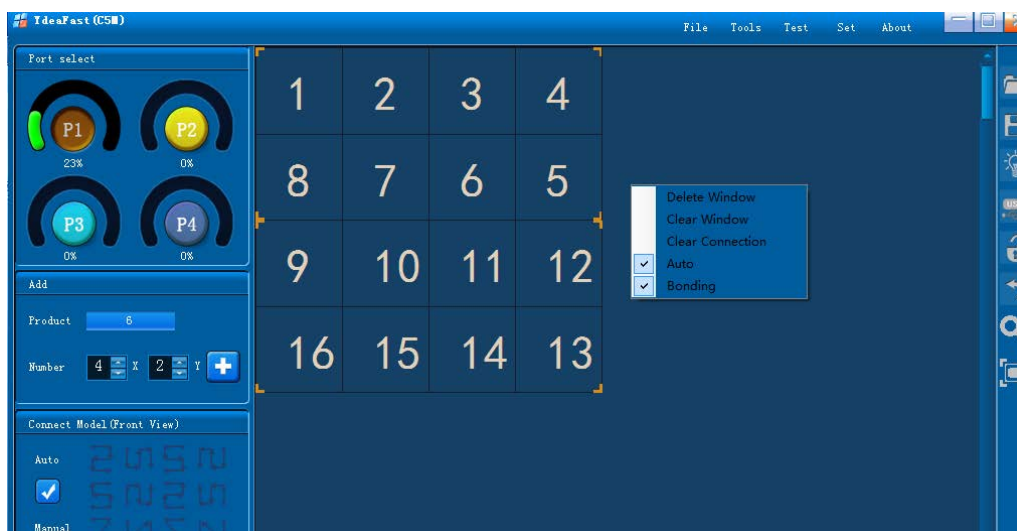 YdeaFast(C5Ⅲ)
File Tools Test Set About
Port select
P1 P2
23% 0%
P3 P4
0% 0%
Add
Product 6
Number 4 X 2 Y
Connect Model(Front View)
Auto
Manual
1 2 3 4
8 7 6 5
9 10 11 12
16 15 14 13
Delete Window
Clear Window
Clear Connection
Auto
Bonding